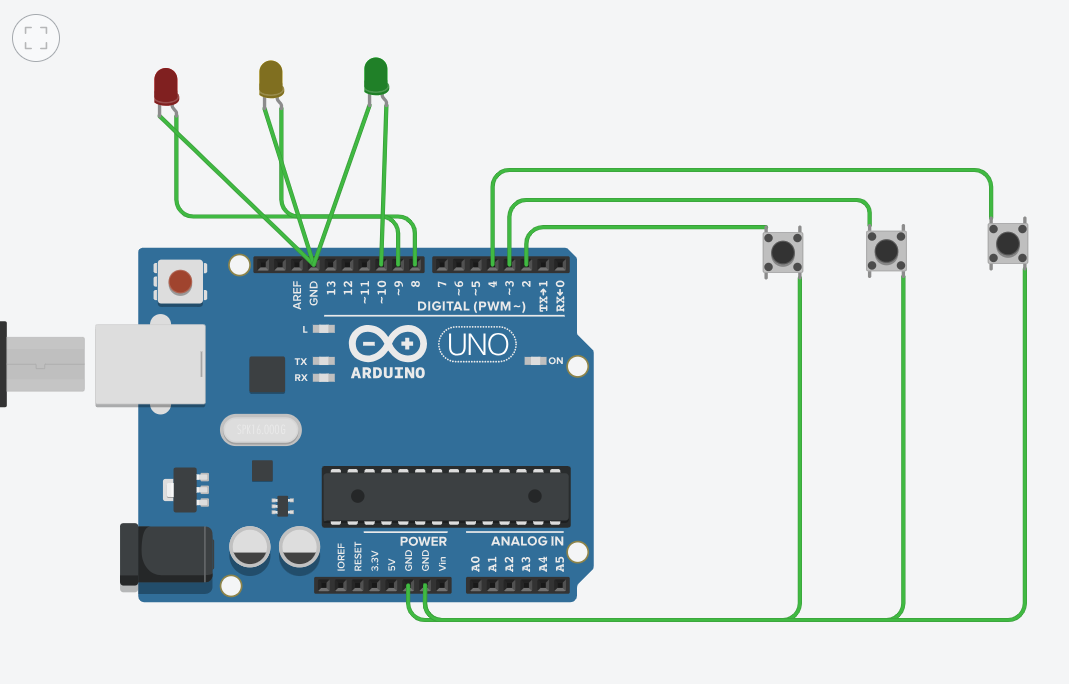 AREF
GND
13
12
~11
~10
~9
8
7
~6
~5
4
~3
2
TX→1
RX←0
DIGITAL (PWM~)
L
TX
RX
ARDUINO
UNO
ON
IOREF
RESET
3.3V
5V
GND
GND
Vin
POWER
ANALOG IN
A0
A1
A2
A3
A4
A5